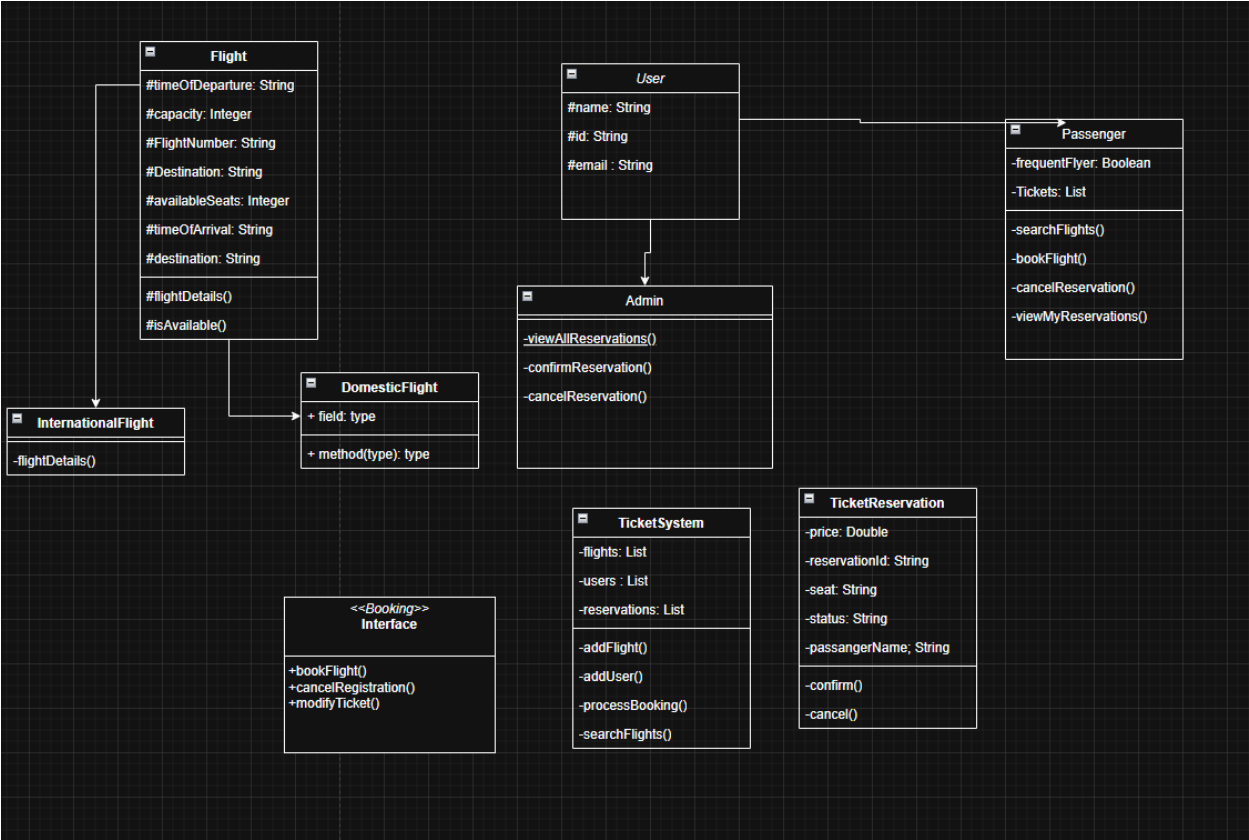 Flight
#timeOfDeparture: String
#capacity: Integer
#FlightNumber: String
#Destination: String
#availableSeats: Integer
#timeOfArrival: String
#destination: String
#flightDetails()
#isAvailable()
User
#name: String
#id: String
#email : String
Passenger
-frequentFlyer: Boolean
-Tickets: List
-searchFlights()
-bookFlight()
-cancelReservation()
-viewMyReservations()
Admin
-viewAllReservations()
-confirmReservation()
-cancelReservation()
DomesticFlight
+ field: type
+ method(type): type
InternationalFlight
-flightDetails()
TicketSystem
-flights: List
-users : List
-reservations: List
-addFlight()
-addUser()
-processBooking()
-searchFlights()
TicketReservation
-price: Double
-reservationId: String
-seat: String
-status: String
-passangerName; String
-confirm()
-cancel()
<<Booking>>
Interface
+bookFlight()
+cancelRegistration()
+modifyTicket()